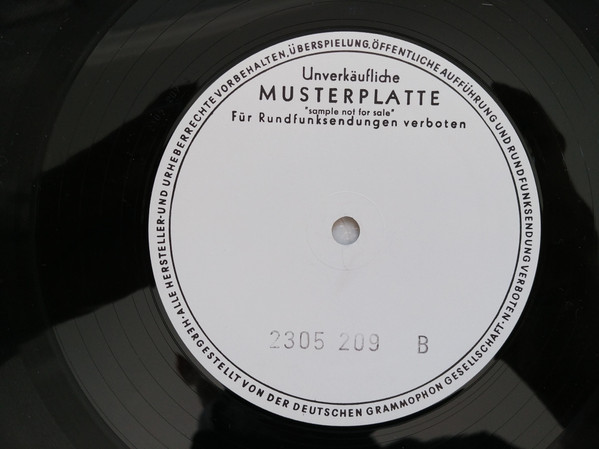 Unverkäufliche
MUSTERPLATTE
"sample not for sale"
Für Rundfunksendungen verboten
2305 209 B
ALLE HERSTELLER-UND URHEBERRECHTE VORBEHALTEN, ÜBERSPIELUNG, ÖFFENTLICHE AUFFÜHRUNG UND RUNDFUNKSENDUNG VERBOTEN · HERGESTELLT VON DER DEUTSCHEN GRAMMOPHON GESELLSCHAFT ·